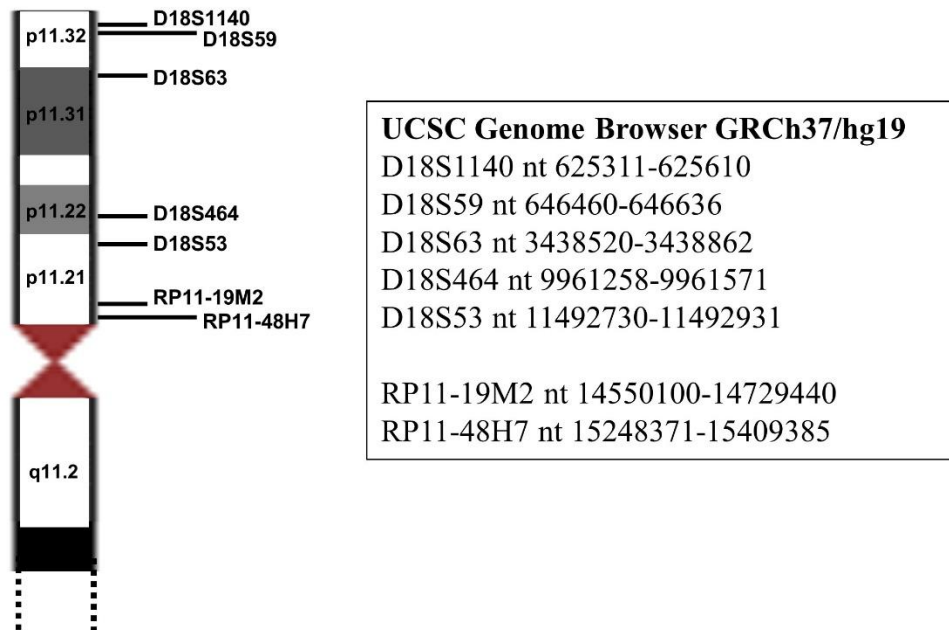 D18S1140
p11.32
D18S59
D18S63
p11.31
p11.22
D18S464
D18S53
p11.21
RP11-19M2
RP11-48H7
q11.2
UCSC Genome Browser GRCh37/hg19
D18S1140 nt 625311-625610
D18S59 nt 646460-646636
D18S63 nt 3438520-3438862
D18S464 nt 9961258-9961571
D18S53 nt 11492730-11492931
RP11-19M2 nt 14550100-14729440
RP11-48H7 nt 15248371-15409385